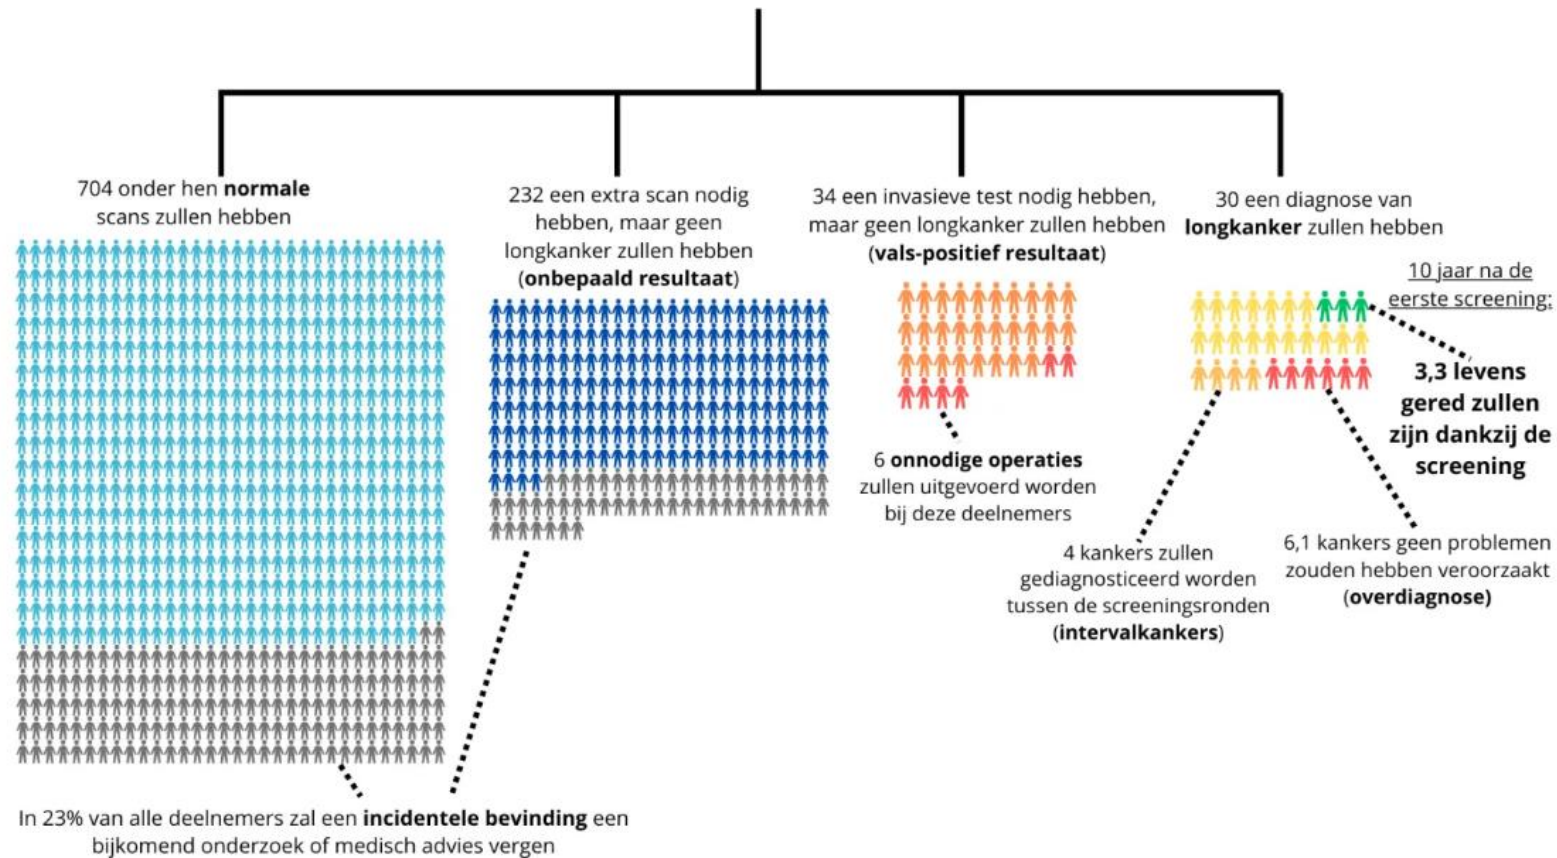 704 onder hen normale
scans zullen hebben
232 een extra scan nodig
hebben, maar geen
longkanker zullen hebben
(onbepaald resultaat)
34 een invasieve test nodig hebben,
maar geen longkanker zullen hebben
(vals-positief resultaat)
30 een diagnose van
longkanker zullen hebben
10 jaar na de
eerste screening:
3,3 levens
gered zullen
zijn dankzij de
screening
6 onnodige operaties
zullen uitgevoerd worden
bij deze deelnemers
4 kankers zullen
gediagnosticeerd worden
tussen de screeningsronden
(intervalkankers)
6,1 kankers geen problemen
zouden hebben veroorzaakt
(overdiagnose)
In 23% van alle deelnemers zal een incidentele bevinding een
bijkomend onderzoek of medisch advies vergen